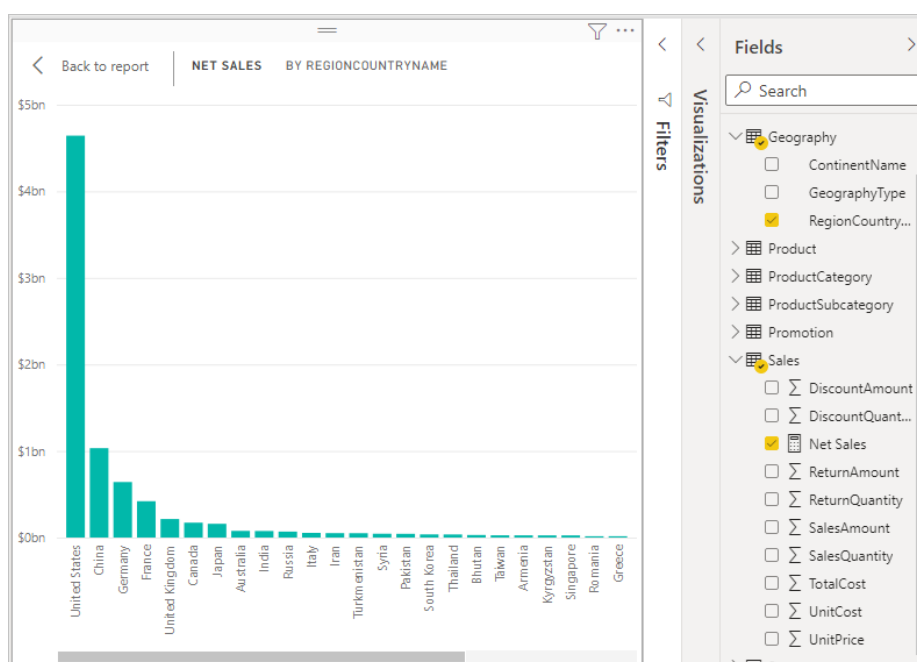 Back to report
NET SALES BY REGIONCOUNTRYNAME
$5bn
$4bn
$3bn
$2bn
$1bn
$0bn
United States
China
Germany
France
United Kingdom
Canada
Japan
Australia
India
Russia
Italy
Iran
Turkmenistan
Syria
Pakistan
South Korea
Thailand
Bhutan
Taiwan
Armenia
Kyrgyzstan
Singapore
Romania
Greece
Filters
Visualizations
Fields
Search
Geography
ContinentName
GeographyType
RegionCountry...
Product
ProductCategory
ProductSubcategory
Promotion
Sales
DiscountAmount
DiscountQuant...
Net Sales
ReturnAmount
ReturnQuantity
SalesAmount
SalesQuantity
TotalCost
UnitCost
UnitPrice